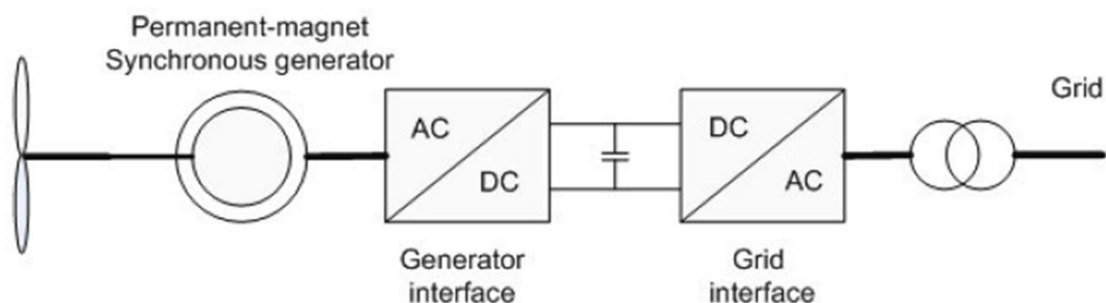 Permanent-magnet
Synchronous generator
Grid
AC
DC
DC
AC
Generator
interface
Grid
interface